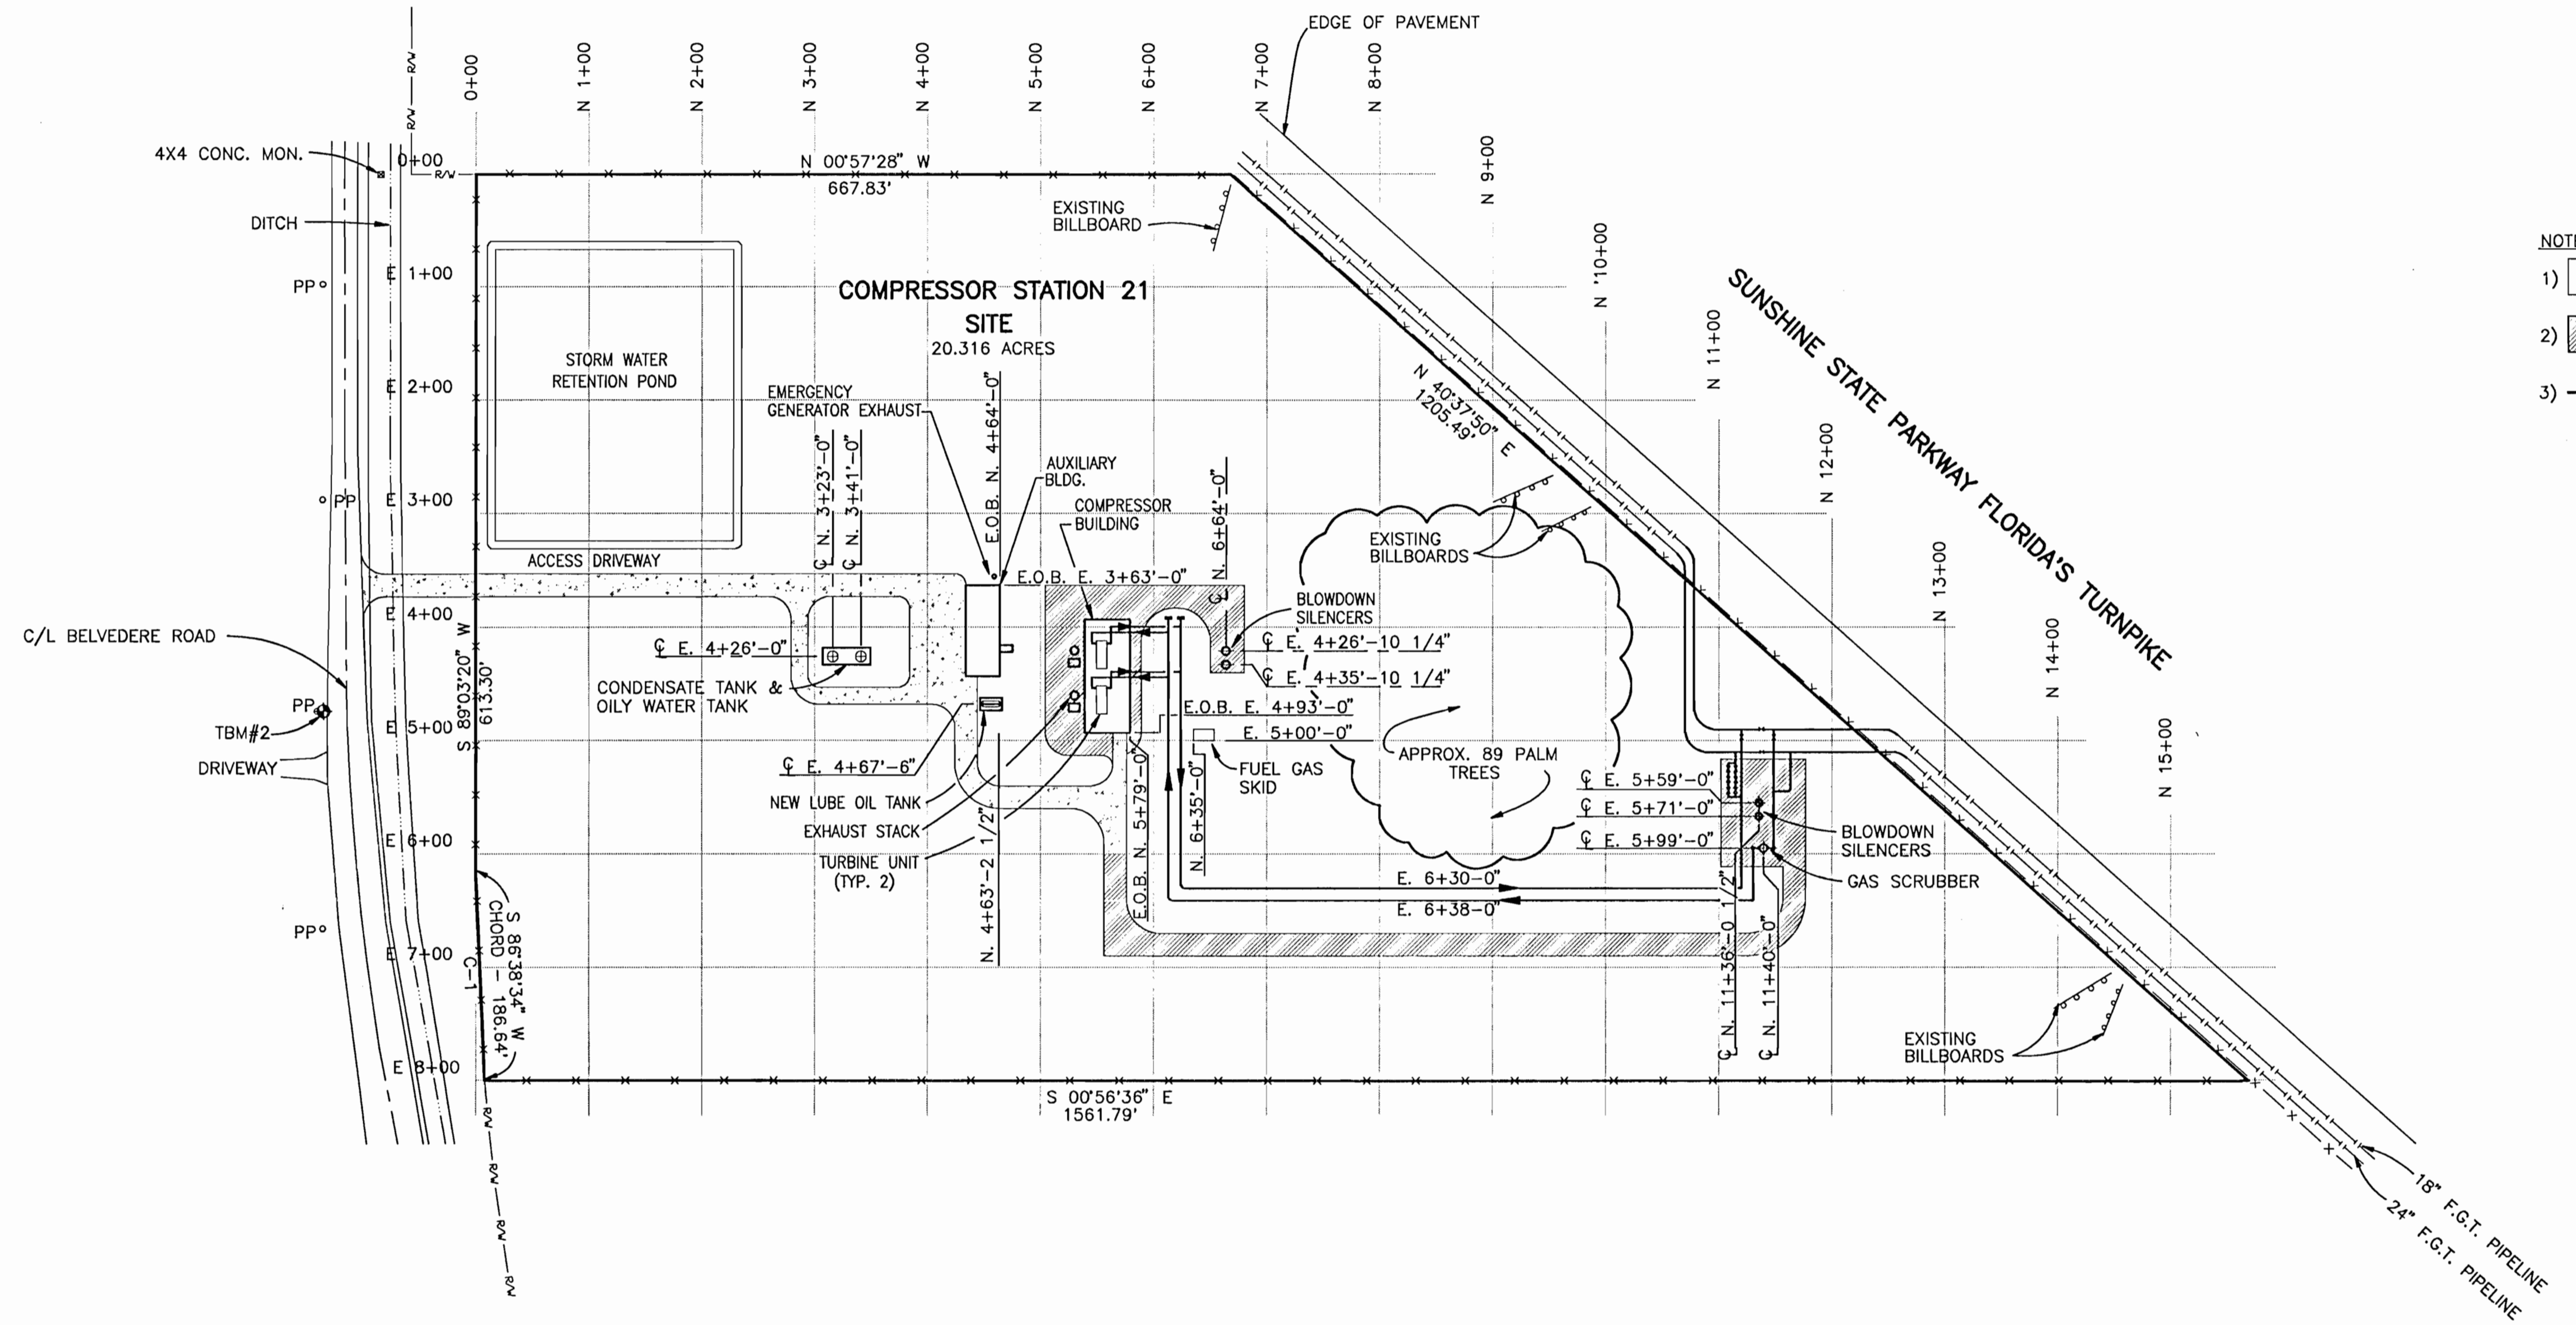 EDGE OF PAVEMENT
R/W
R/W
0+00
N 1+00
N 2+00
N 3+00
N 4+00
N 5+00
N 6+00
N 7+00
N 8+00
N 9+00
N 10+00
N 11+00
N 12+00
N 13+00
N 14+00
N 15+00
4X4 CONC. MON.
0+00
R/W
N 00°57'28" W
667.83'
DITCH
EXISTING
BILLBOARD
NOTE
1)
2)
3)
PP
E 1+00
COMPRESSOR STATION 21
SITE
20.316 ACRES
SUNSHINE STATE PARKWAY FLORIDA'S TURNPIKE
STORM WATER
RETENTION POND
E 2+00
EMERGENCY
GENERATOR EXHAUST
E.O.B. N. 4+64'-0"
N 40°37'50" E
1205.49'
℄ N. 3+23'-0"
℄ N. 3+41'-0"
AUXILIARY
BLDG.
COMPRESSOR
BUILDING
℄ N. 6+64'-0"
PP
E 3+00
EXISTING
BILLBOARDS
ACCESS DRIVEWAY
E.O.B. E. 3+63'-0"
BLOWDOWN
SILENCERS
E 4+00
C/L BELVEDERE ROAD
℄ E. 4+26'-0"
℄ E. 4+26'-10 1/4"
℄ E. 4+35'-10 1/4"
S 89°03'20" W
613.30'
CONDENSATE TANK &
OILY WATER TANK
PP
TBM#2
E 5+00
E.O.B. E. 4+93'-0"
E. 5+00'-0"
DRIVEWAY
℄ E. 4+67'-6"
FUEL GAS
SKID
APPROX. 89 PALM
TREES
℄ E. 5+59'-0"
℄ E. 5+71'-0"
℄ E. 5+99'-0"
NEW LUBE OIL TANK
EXHAUST STACK
TURBINE UNIT
(TYP. 2)
N. 4+63'-2 1/2"
E.O.B. N. 5+79'-0"
N. 6+35'-0"
BLOWDOWN
SILENCERS
GAS SCRUBBER
E 6+00
E. 6+30-0"
E. 6+38-0"
PP
E 7+00
C-1
S 86°38'34" W
CHORD — 186.64'
℄ N. 11+36'-0 1/2"
℄ N. 11+40'-0"
EXISTING
BILLBOARDS
E 8+00
S 00°56'36" E
1561.79'
R/W
R/W
R/W
R/W
18" F.G.T. PIPELINE
24" F.G.T. PIPELINE